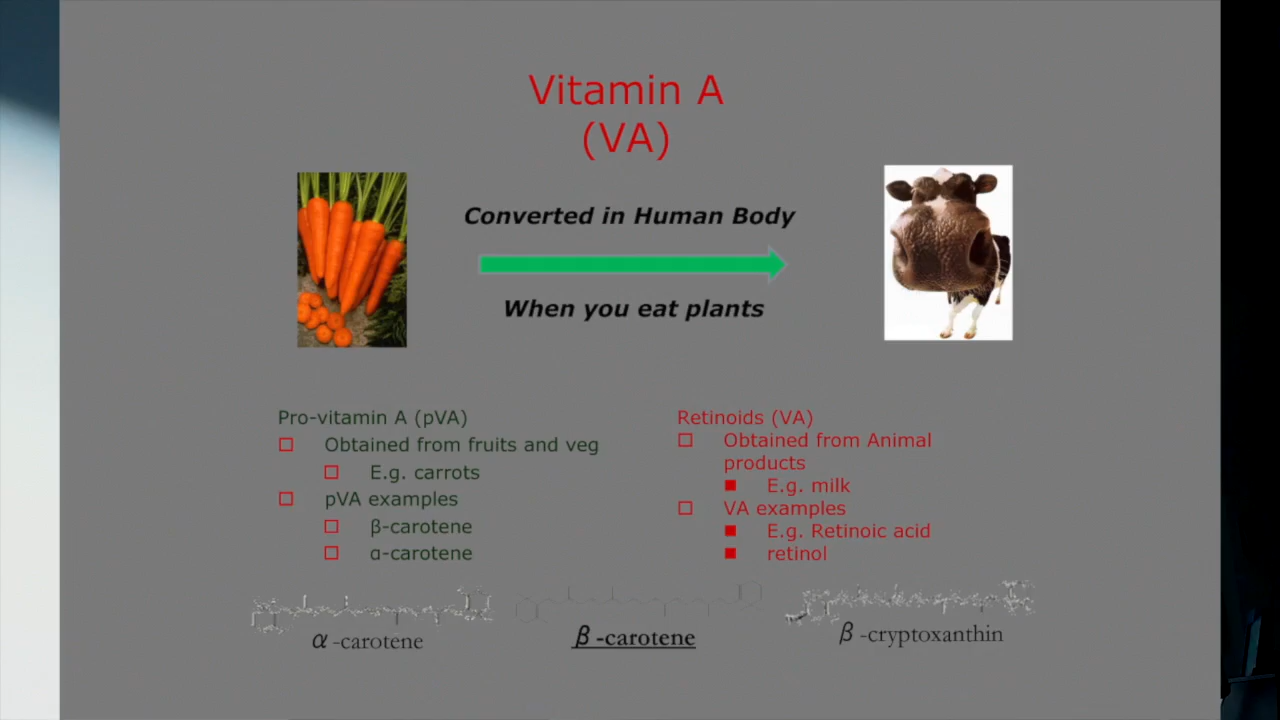 Vitamin A
(VA)
Converted in Human Body
When you eat plants
Pro-vitamin A (pVA)
Obtained from fruits and veg
E.g. carrots
pVA examples
β-carotene
α-carotene
Retinoids (VA)
Obtained from Animal
products
E.g. milk
VA examples
E.g. Retinoic acid
retinol
α -carotene
β -carotene
β -cryptoxanthin